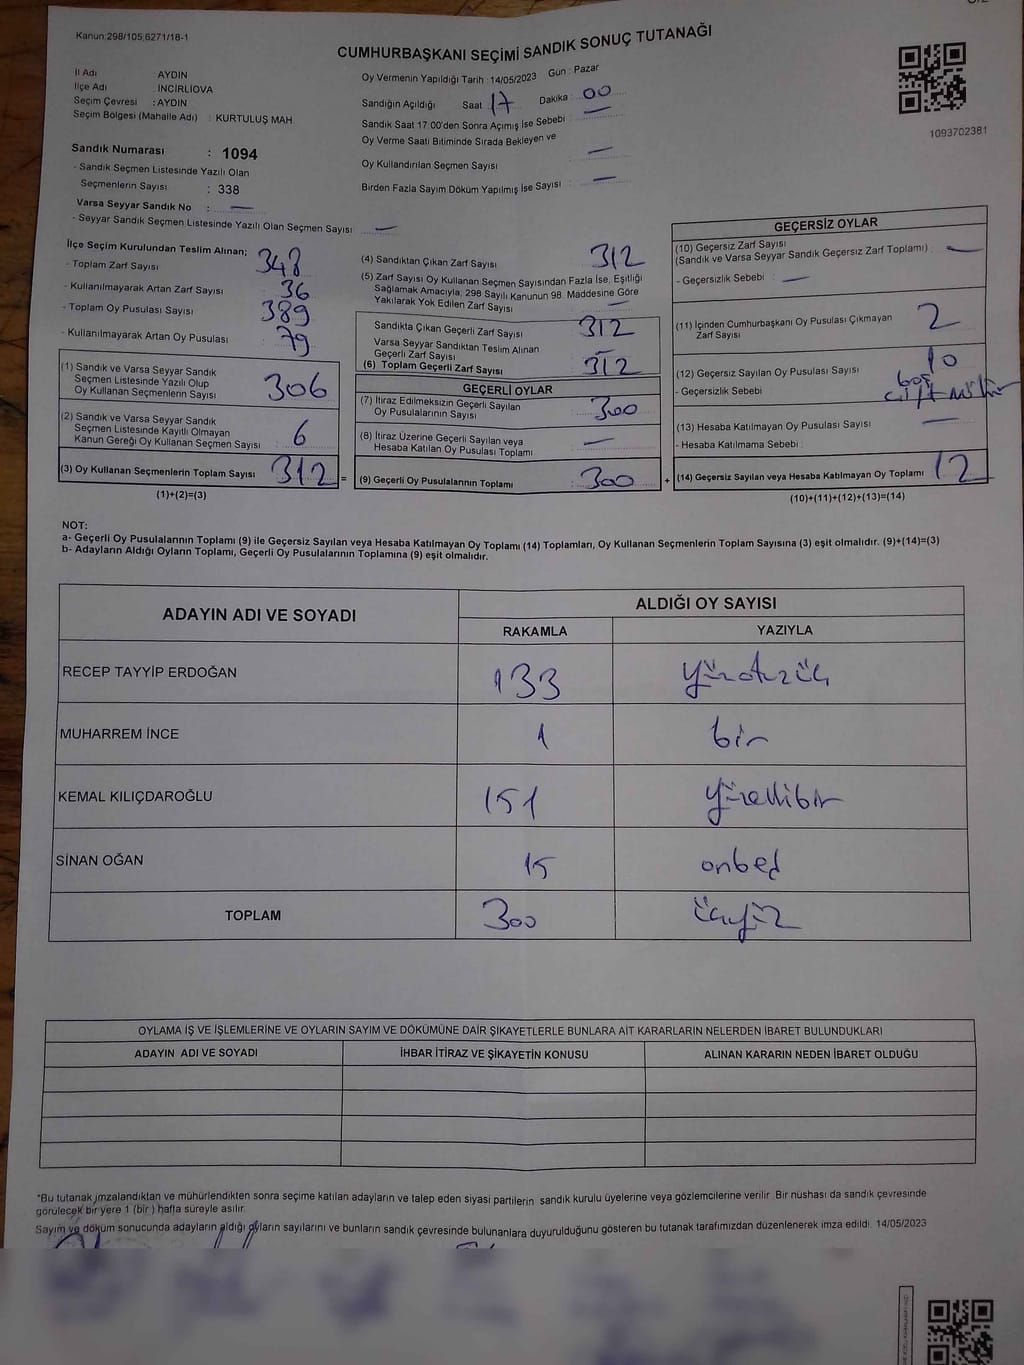 Kanun:298/105;6271/18-1
CUMHURBAŞKANI SEÇİMİ SANDIK SONUÇ TUTANAĞI
İl Adı AYDIN
İlçe Adı İNCİRLİOVA
Seçim Çevresi : AYDIN
Seçim Bölgesi (Mahalle Adı) : KURTULUŞ MAH.
Sandık Numarası : 1094
- Sandık Seçmen Listesinde Yazılı Olan
Seçmenlerin Sayısı : 338
Varsa Seyyar Sandık No : —
- Seyyar Sandık Seçmen Listesinde Yazılı Olan Seçmen Sayısı : —
Oy Vermenin Yapıldığı Tarih : 14/05/2023 Gün : Pazar
Sandığın Açıldığı Saat : 17 Dakika : 00
Sandık Saat 17:00'den Sonra Açımış İse Sebebi : —
Oy Verme Saati Bitiminde Sırada Bekleyen ve
Oy Kullandırılan Seçmen Sayısı : —
Birden Fazla Sayım Döküm Yapılmış İse Sayısı : —
1093702381
İlçe Seçim Kurulundan Teslim Alınan;
- Toplam Zarf Sayısı : 348
- Kullanılmayarak Artan Zarf Sayısı : 36
- Toplam Oy Pusulası Sayısı : 389
- Kullanılmayarak Artan Oy Pusulası : 79
(1) Sandık ve Varsa Seyyar Sandık
Seçmen Listesinde Yazılı Olup
Oy Kullanan Seçmenlerin Sayısı : 306
(2) Sandık ve Varsa Seyyar Sandık
Seçmen Listesinde Kayıtlı Olmayan
Kanun Gereği Oy Kullanan Seçmen Sayısı : 6
(3) Oy Kullanan Seçmenlerin Toplam Sayısı : 312 =
(1)+(2)=(3)
(4) Sandıktan Çıkan Zarf Sayısı : 312
(5) Zarf Sayısı Oy Kullanan Seçmen Sayısından Fazla İse, Eşitliği
Sağlamak Amacıyla; 298 Sayılı Kanunun 98. Maddesine Göre
Yakılarak Yok Edilen Zarf Sayısı : —
Sandıkta Çıkan Geçerli Zarf Sayısı : 312
Varsa Seyyar Sandıktan Teslim Alınan
Geçerli Zarf Sayısı : —
(6) Toplam Geçerli Zarf Sayısı : 312
GEÇERLİ OYLAR
(7) İtiraz Edilmeksizin Geçerli Sayılan
Oy Pusulalarının Sayısı : 300
(8) İtiraz Üzerine Geçerli Sayılan veya
Hesaba Katılan Oy Pusulası Toplamı : —
(9) Geçerli Oy Pusulalarının Toplamı : 300 +
GEÇERSİZ OYLAR
(10) Geçersiz Zarf Sayısı
(Sandık ve Varsa Seyyar Sandık Geçersiz Zarf Toplamı) : —
- Geçersizlik Sebebi : —
(11) İçinden Cumhurbaşkanı Oy Pusulası Çıkmayan
Zarf Sayısı : 2
(12) Geçersiz Sayılan Oy Pusulası Sayısı : 10
- Geçersizlik Sebebi : boş
çift mühür
(13) Hesaba Katılmayan Oy Pusulası Sayısı : —
- Hesaba Katılmama Sebebi :
(14) Geçersiz Sayılan veya Hesaba Katılmayan Oy Toplamı : 12
(10)+(11)+(12)+(13)=(14)
NOT:
a- Geçerli Oy Pusulalarının Toplamı (9) ile Geçersiz Sayılan veya Hesaba Katılmayan Oy Toplamı (14) Toplamları, Oy Kullanan Seçmenlerin Toplam Sayısına (3) eşit olmalıdır. (9)+(14)=(3)
b- Adayların Aldığı Oyların Toplamı, Geçerli Oy Pusulalarının Toplamına (9) eşit olmalıdır.
ADAYIN ADI VE SOYADI ALDIĞI OY SAYISI
RAKAMLA YAZIYLA
RECEP TAYYİP ERDOĞAN 133 yüzotuzüç
MUHARREM İNCE 1 bir
KEMAL KILIÇDAROĞLU 151 yüzellibir
SİNAN OĞAN 15 onbeş
TOPLAM 300 üçyüz
OYLAMA İŞ VE İŞLEMLERİNE VE OYLARIN SAYIM VE DÖKÜMÜNE DAİR ŞİKAYETLERLE BUNLARA AİT KARARLARIN NELERDEN İBARET BULUNDUKLARI
ADAYIN ADI VE SOYADI İHBAR İTİRAZ VE ŞİKAYETİN KONUSU ALINAN KARARIN NEDEN İBARET OLDUĞU
*Bu tutanak imzalandıktan ve mühürlendikten sonra seçime katılan adayların ve talep eden siyasi partilerin sandık kurulu üyelerine veya gözlemcilerine verilir. Bir nüshası da sandık çevresinde
görülecek bir yere 1 (bir ) hafta süreyle asılır.
Sayım ve döküm sonucunda adayların aldığı oyların sayılarını ve bunların sandık çevresinde bulunanlara duyurulduğunu gösteren bu tutanak tarafımızdan düzenlenerek imza edildi. 14/05/2023